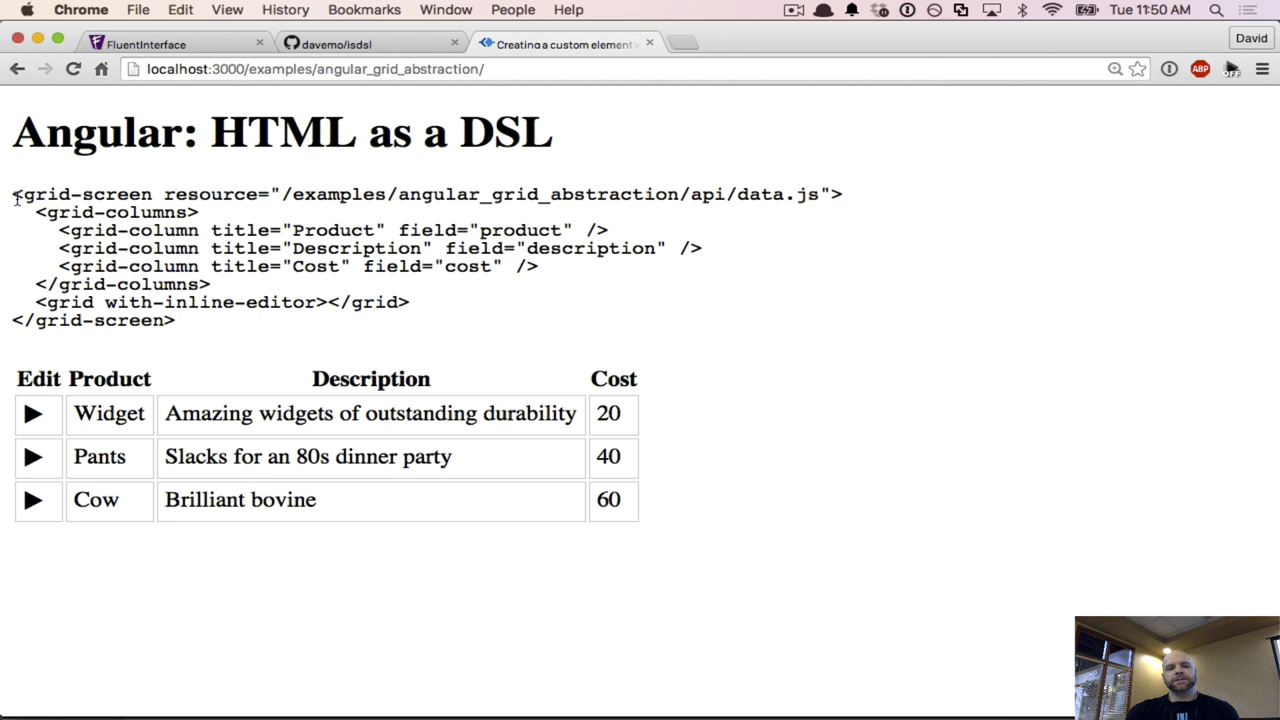 Chrome File Edit View History Bookmarks Window People Help Tue 11:50 AM
FluentInterface davemo/isdsl Creating a custom element David
localhost:3000/examples/angular_grid_abstraction/ ABP OFF
Angular: HTML as a DSL
<grid-screen resource="/examples/angular_grid_abstraction/api/data.js">
  <grid-columns>
    <grid-column title="Product" field="product" />
    <grid-column title="Description" field="description" />
    <grid-column title="Cost" field="cost" />
  </grid-columns>
  <grid with-inline-editor></grid>
</grid-screen>
Edit Product Description Cost
▶ Widget Amazing widgets of outstanding durability 20
▶ Pants Slacks for an 80s dinner party 40
▶ Cow Brilliant bovine 60